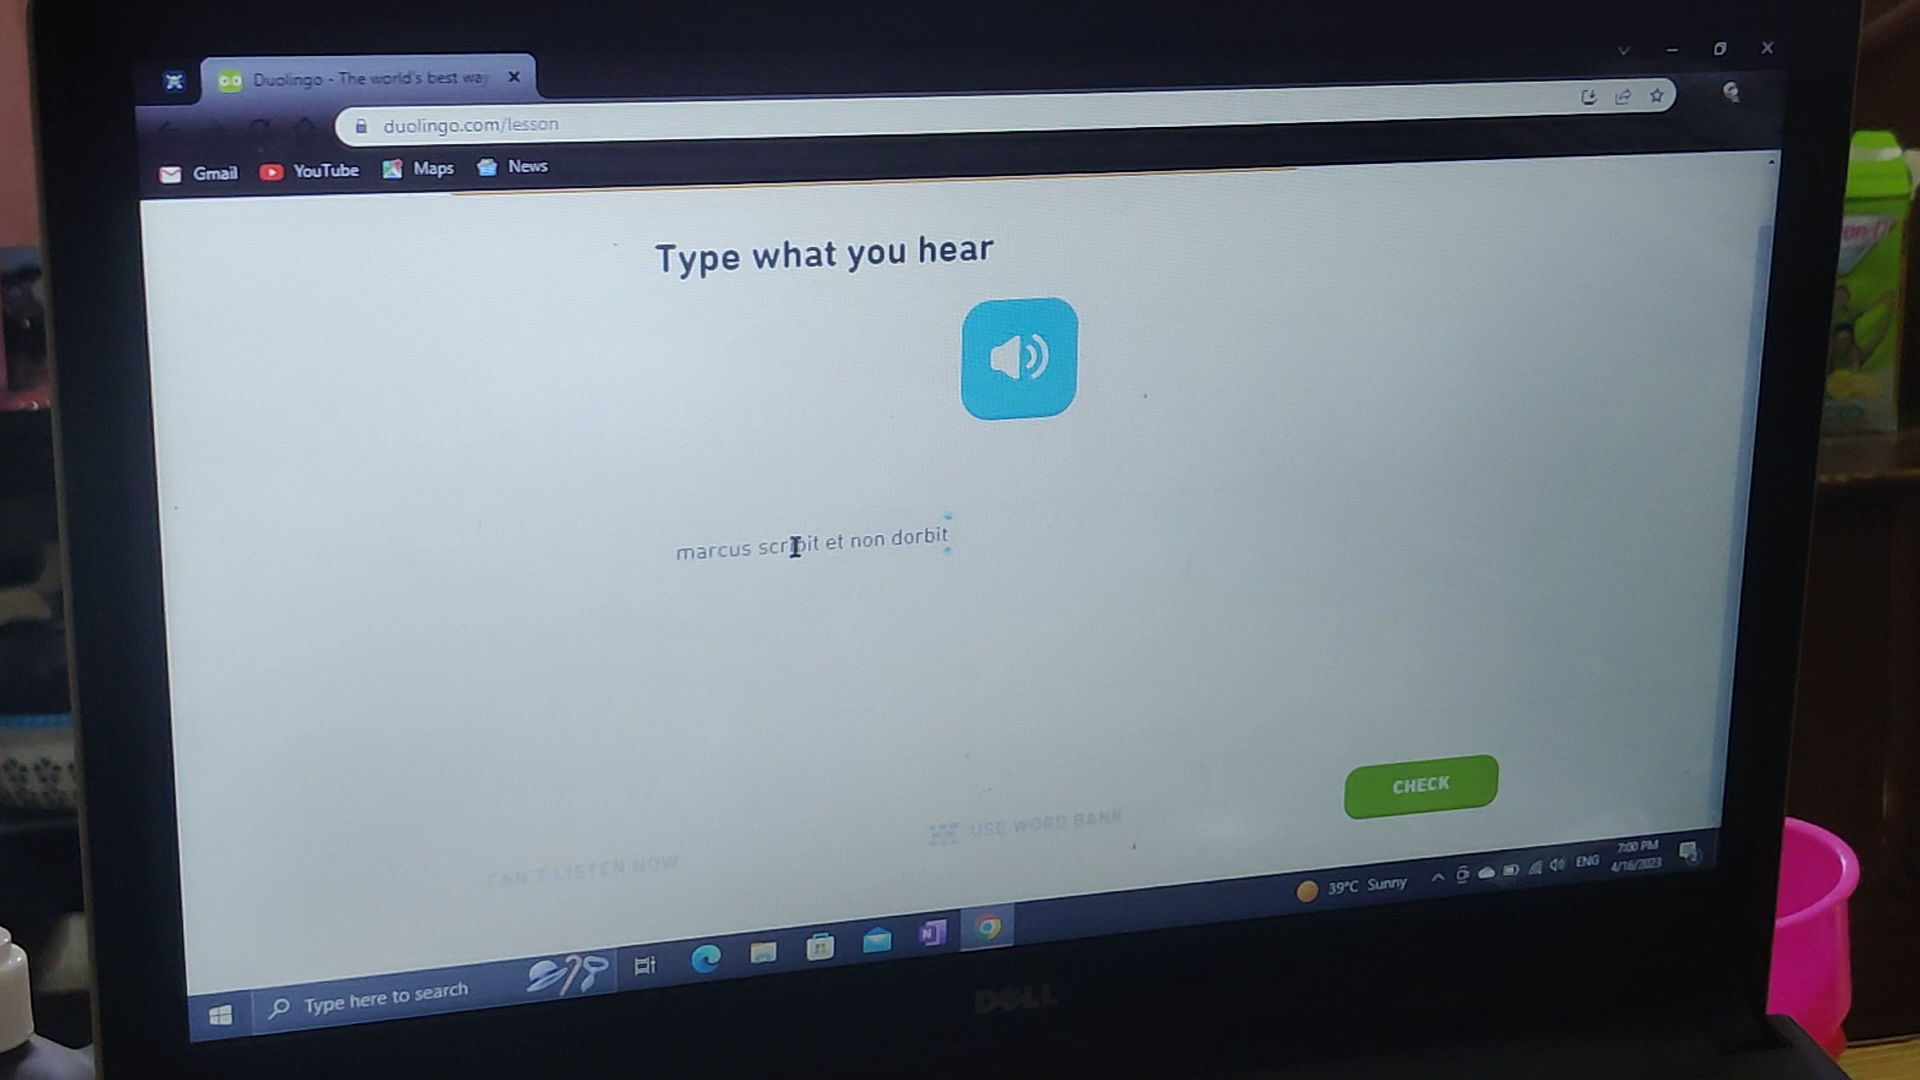 Duolingo - The world's best way
duolingo.com/lesson
Gmail YouTube Maps News
Type what you hear
marcus scribit et non dorbit
CHECK
USE WORD BANK
CAN'T LISTEN NOW
39°C Sunny ENG 7:00 PM
4/16/2023
Type here to search
DELL